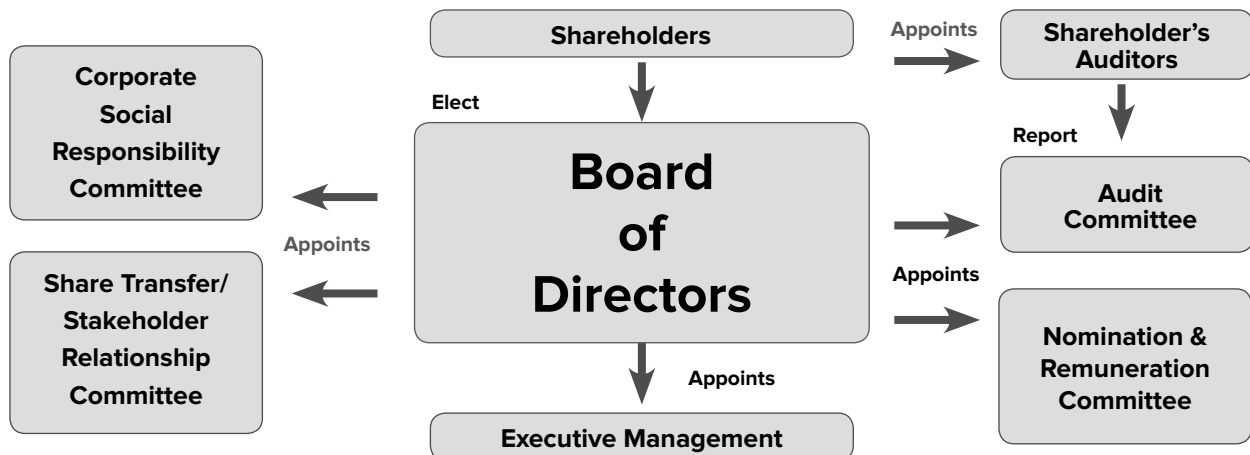 Shareholders
Appoints
Shareholder's
Auditors
Corporate
Social
Responsibility
Committee
Elect
Report
Board
of
Directors
Audit
Committee
Appoints
Appoints
Share Transfer/
Stakeholder
Relationship
Committee
Nomination &
Remuneration
Committee
Appoints
Executive Management